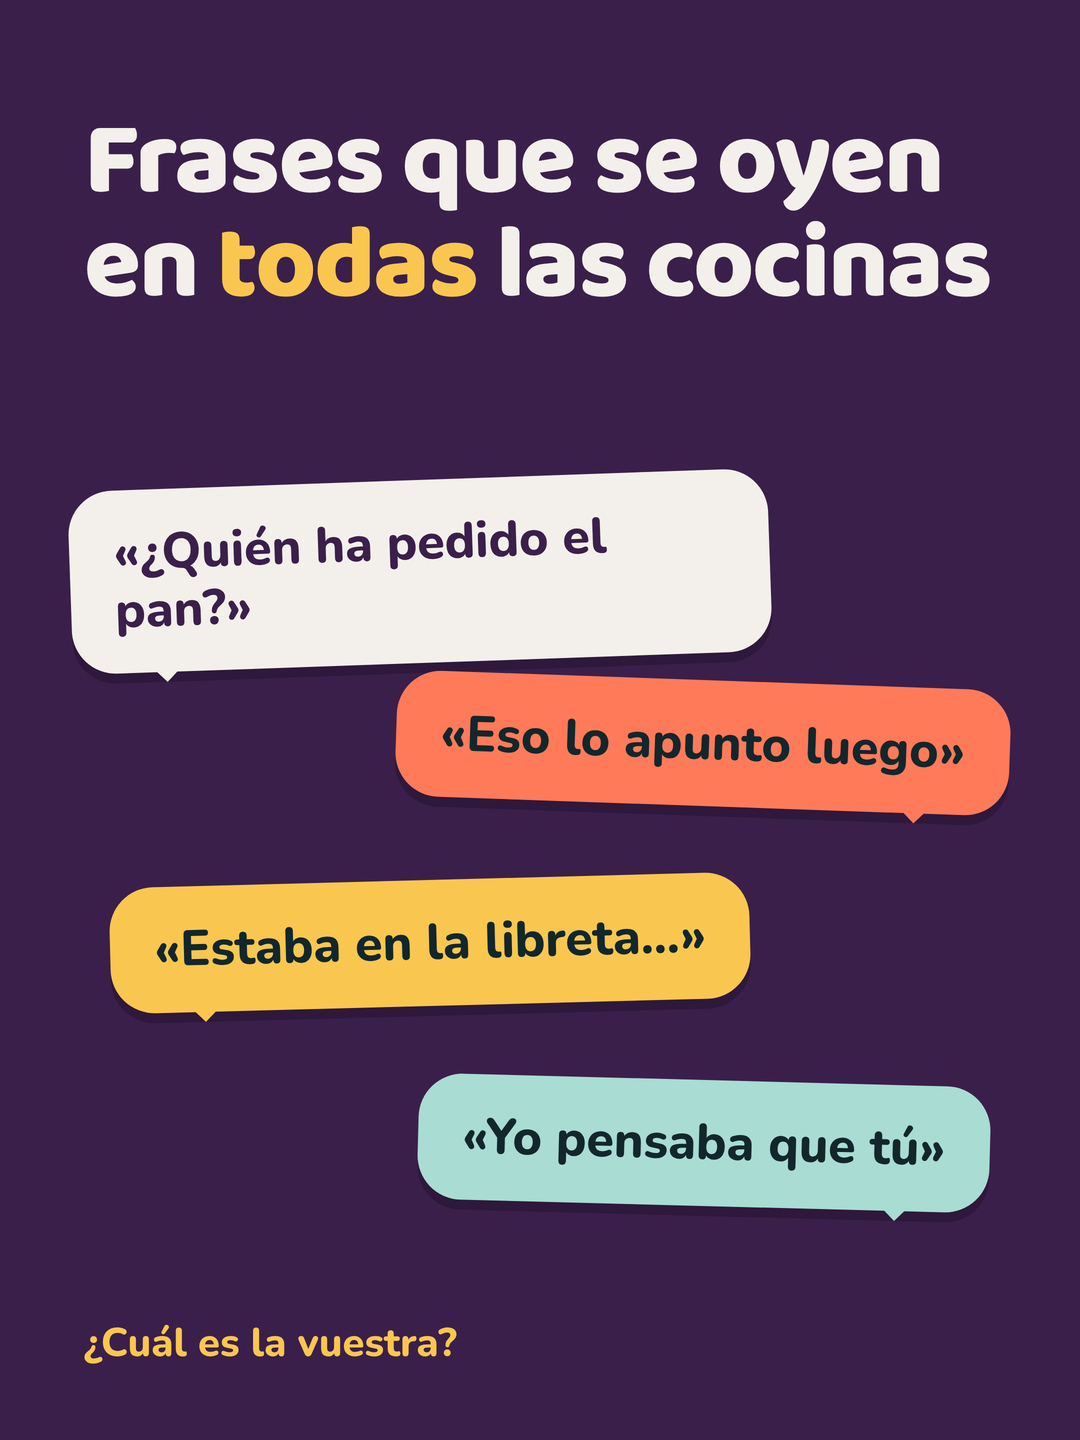 Frases que se oyen
en todas las cocinas
«¿Quién ha pedido el
pan?»
«Eso lo apunto luego»
«Estaba en la libreta...»
«Yo pensaba que tú»
¿Cuál es la vuestra?